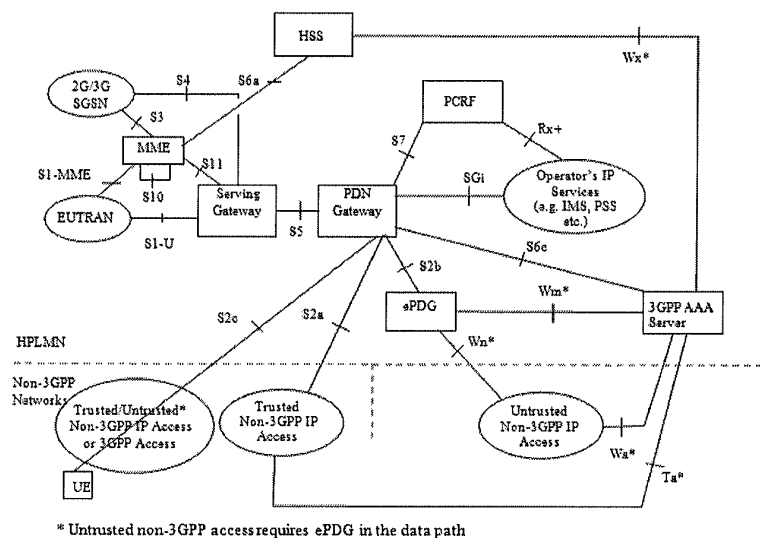 HSS
Wx*
S6a
2G/3G
SGSN
S4
PCRF
S3
Rx+
MME
S7
S11
S1-MME
S10
Serving
Gateway
PDN
Gateway
SGi
Operator's IP
Services
(e.g. IMS, PSS
etc.)
EUTRAN
S1-U
S5
S6c
S2b
ePDG
Wm*
3GPP AAA
Server
S2c
S2a
HPLMN
Wn*
Non-3GPP
Networks
Trusted/Untrusted*
Non-3GPP IP Access
or 3GPP Access
Trusted
Non-3GPP IP
Access
Untrusted
Non-3GPP IP
Access
Wa*
Ta*
UE
* Untrusted non-3GPP access requires ePDG in the data path